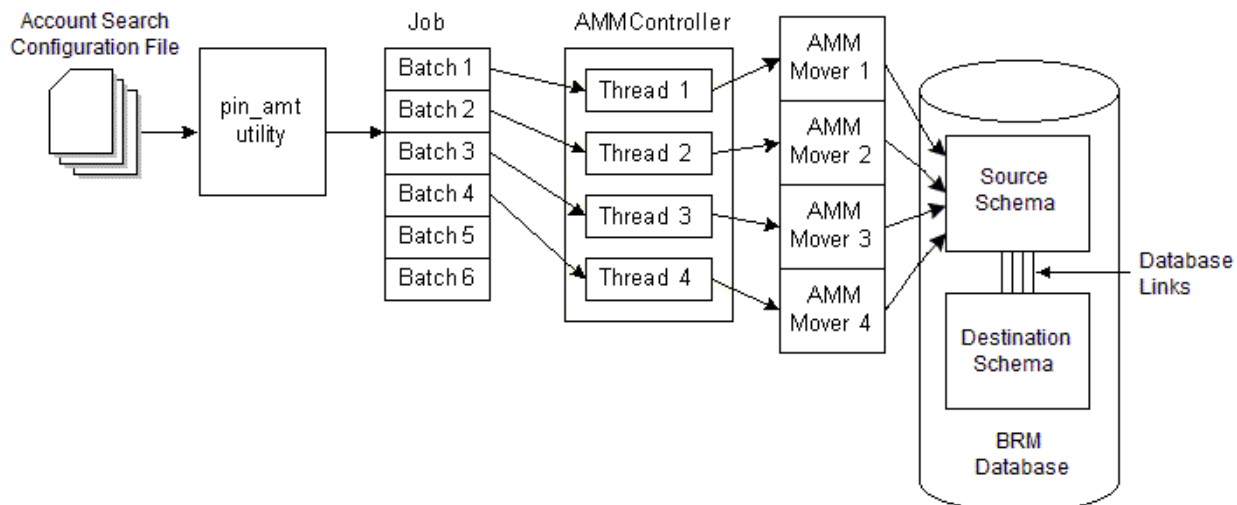 Account Search
Configuration File
pin_amt
utility
Job
Batch 1
Batch 2
Batch 3
Batch 4
Batch 5
Batch 6
AMM Controller
Thread 1
Thread 2
Thread 3
Thread 4
AMM
Mover 1
AMM
Mover 2
AMM
Mover 3
AMM
Mover 4
Source
Schema
Database
Links
Destination
Schema
BRM
Database